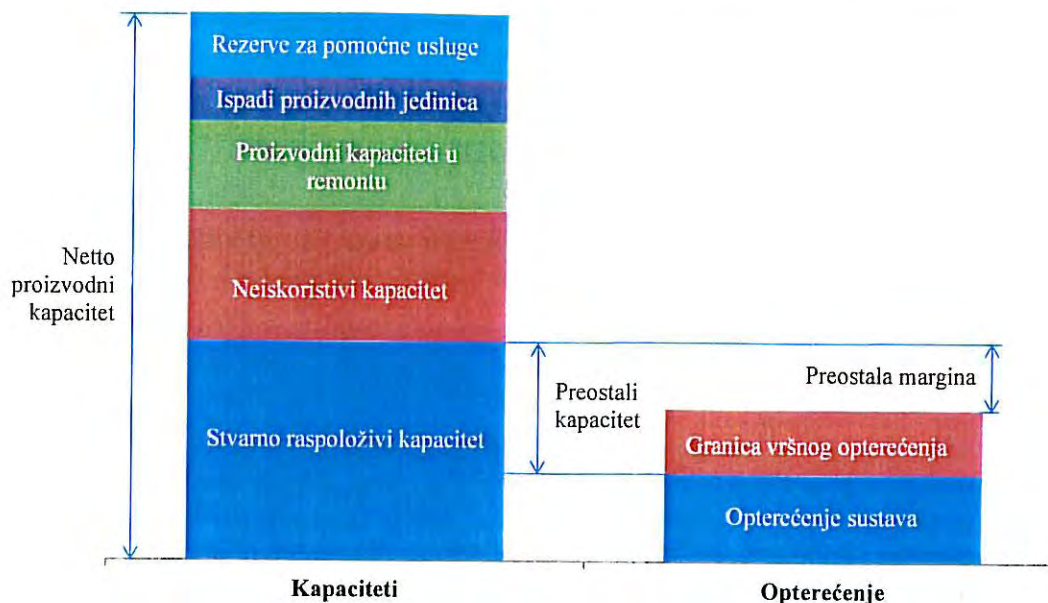 Rezerve za pomoćne usluge
Ispadi proizvodnih jedinica
Proizvodni kapaciteti u
remontu
Netto
proizvodni
kapacitet
Neiskoristivi kapacitet
Preostali
kapacitet
Preostala margina
Stvarno raspoloživi kapacitet
Granica vršnog opterećenja
Opterećenje sustava
Kapaciteti
Opterećenje